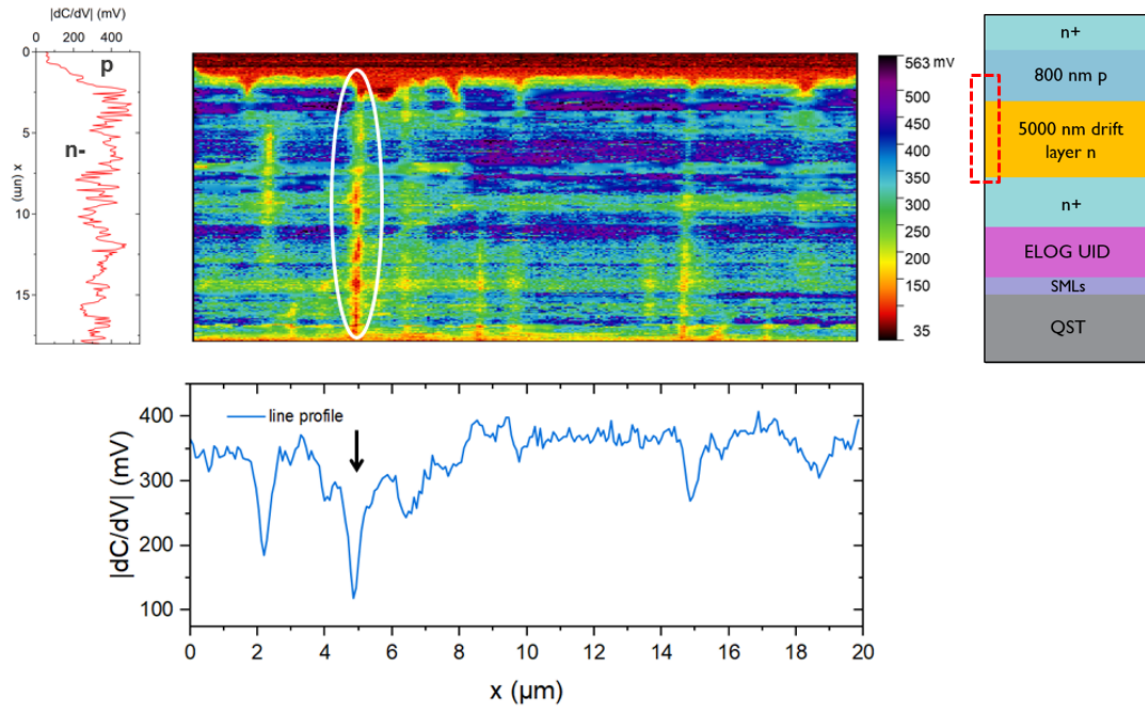 |dC/dV| (mV)
0 200 400
0
5
10
15
x (um)
p
n-
563 mV
500
450
400
350
300
250
200
150
100
35
n+
800 nm p
5000 nm drift
layer n
n+
ELOG UID
SMLs
QST
line profile
|dC/dV| (mV)
400
300
200
100
0 2 4 6 8 10 12 14 16 18 20
x (μm)